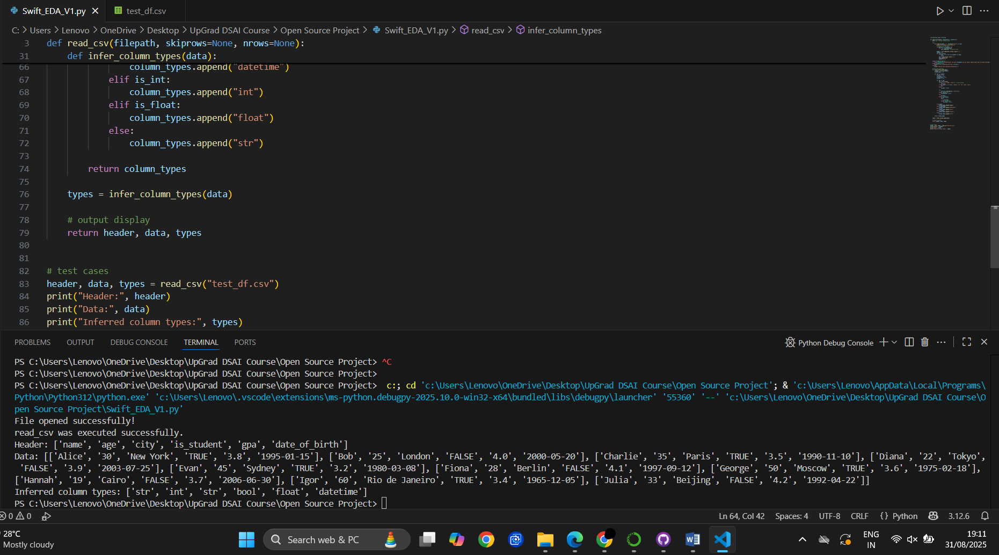 Swift_EDA_V1.py
test_df.csv
C: > Users > Lenovo > OneDrive > Desktop > UpGrad DSAI Course > Open Source Project > Swift_EDA_V1.py > read_csv > infer_column_types
3 def read_csv(filepath, skiprows=None, nrows=None):
31 def infer_column_types(data):
66 column_types.append("datetime")
67 elif is_int:
68 column_types.append("int")
69 elif is_float:
70 column_types.append("float")
71 else:
72 column_types.append("str")
73
74 return column_types
75
76 types = infer_column_types(data)
77
78 # output display
79 return header, data, types
80
81
82 # test cases
83 header, data, types = read_csv("test_df.csv")
84 print("Header:", header)
85 print("Data:", data)
86 print("Inferred column types:", types)
PROBLEMS OUTPUT DEBUG CONSOLE TERMINAL PORTS
Python Debug Console
PS C:\Users\Lenovo\OneDrive\Desktop\UpGrad DSAI Course\Open Source Project> ^C
PS C:\Users\Lenovo\OneDrive\Desktop\UpGrad DSAI Course\Open Source Project>
PS C:\Users\Lenovo\OneDrive\Desktop\UpGrad DSAI Course\Open Source Project>  c:; cd 'c:\Users\Lenovo\OneDrive\Desktop\UpGrad DSAI Course\Open Source Project'; & 'c:\Users\Lenovo\AppData\Local\Programs\
Python\Python312\python.exe' 'c:\Users\Lenovo\.vscode\extensions\ms-python.debugpy-2025.10.0-win32-x64\bundled\libs\debugpy\launcher' '55360' '--' 'c:\Users\Lenovo\OneDrive\Desktop\UpGrad DSAI Course\O
pen Source Project\Swift_EDA_V1.py'
File opened successfully!
read_csv was executed successfully.
Header: ['name', 'age', 'city', 'is_student', 'gpa', 'date_of_birth']
Data: [['Alice', '30', 'New York', 'TRUE', '3.8', '1995-01-15'], ['Bob', '25', 'London', 'FALSE', '4.0', '2000-05-20'], ['Charlie', '35', 'Paris', 'TRUE', '3.5', '1990-11-10'], ['Diana', '22', 'Tokyo',
'FALSE', '3.9', '2003-07-25'], ['Evan', '45', 'Sydney', 'TRUE', '3.2', '1980-03-08'], ['Fiona', '28', 'Berlin', 'FALSE', '4.1', '1997-09-12'], ['George', '50', 'Moscow', 'TRUE', '3.6', '1975-02-18'],
['Hannah', '19', 'Cairo', 'FALSE', '3.7', '2006-06-30'], ['Igor', '60', 'Rio de Janeiro', 'TRUE', '3.4', '1965-12-05'], ['Julia', '33', 'Beijing', 'FALSE', '4.2', '1992-04-22']]
Inferred column types: ['str', 'int', 'str', 'bool', 'float', 'datetime']
PS C:\Users\Lenovo\OneDrive\Desktop\UpGrad DSAI Course\Open Source Project>
0 0
Ln 64, Col 42 Spaces: 4 UTF-8 CRLF {} Python 3.12.6
28°C
Mostly cloudy
Search web & PC
ENG
IN
19:11
31/08/2025